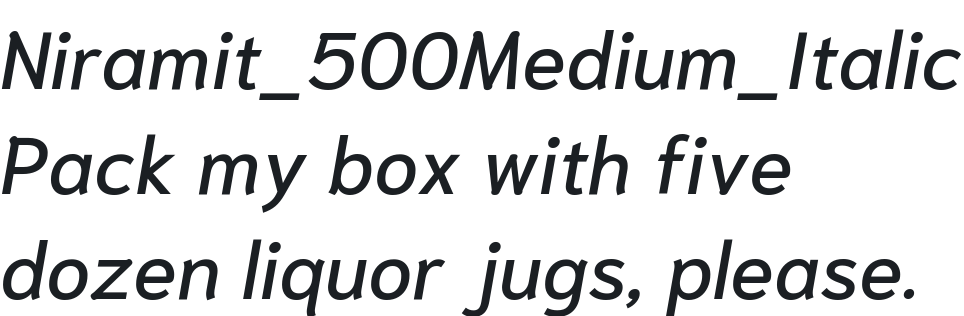 Niramit_500Medium_Italic
Pack my box with five
dozen liquor jugs, please.